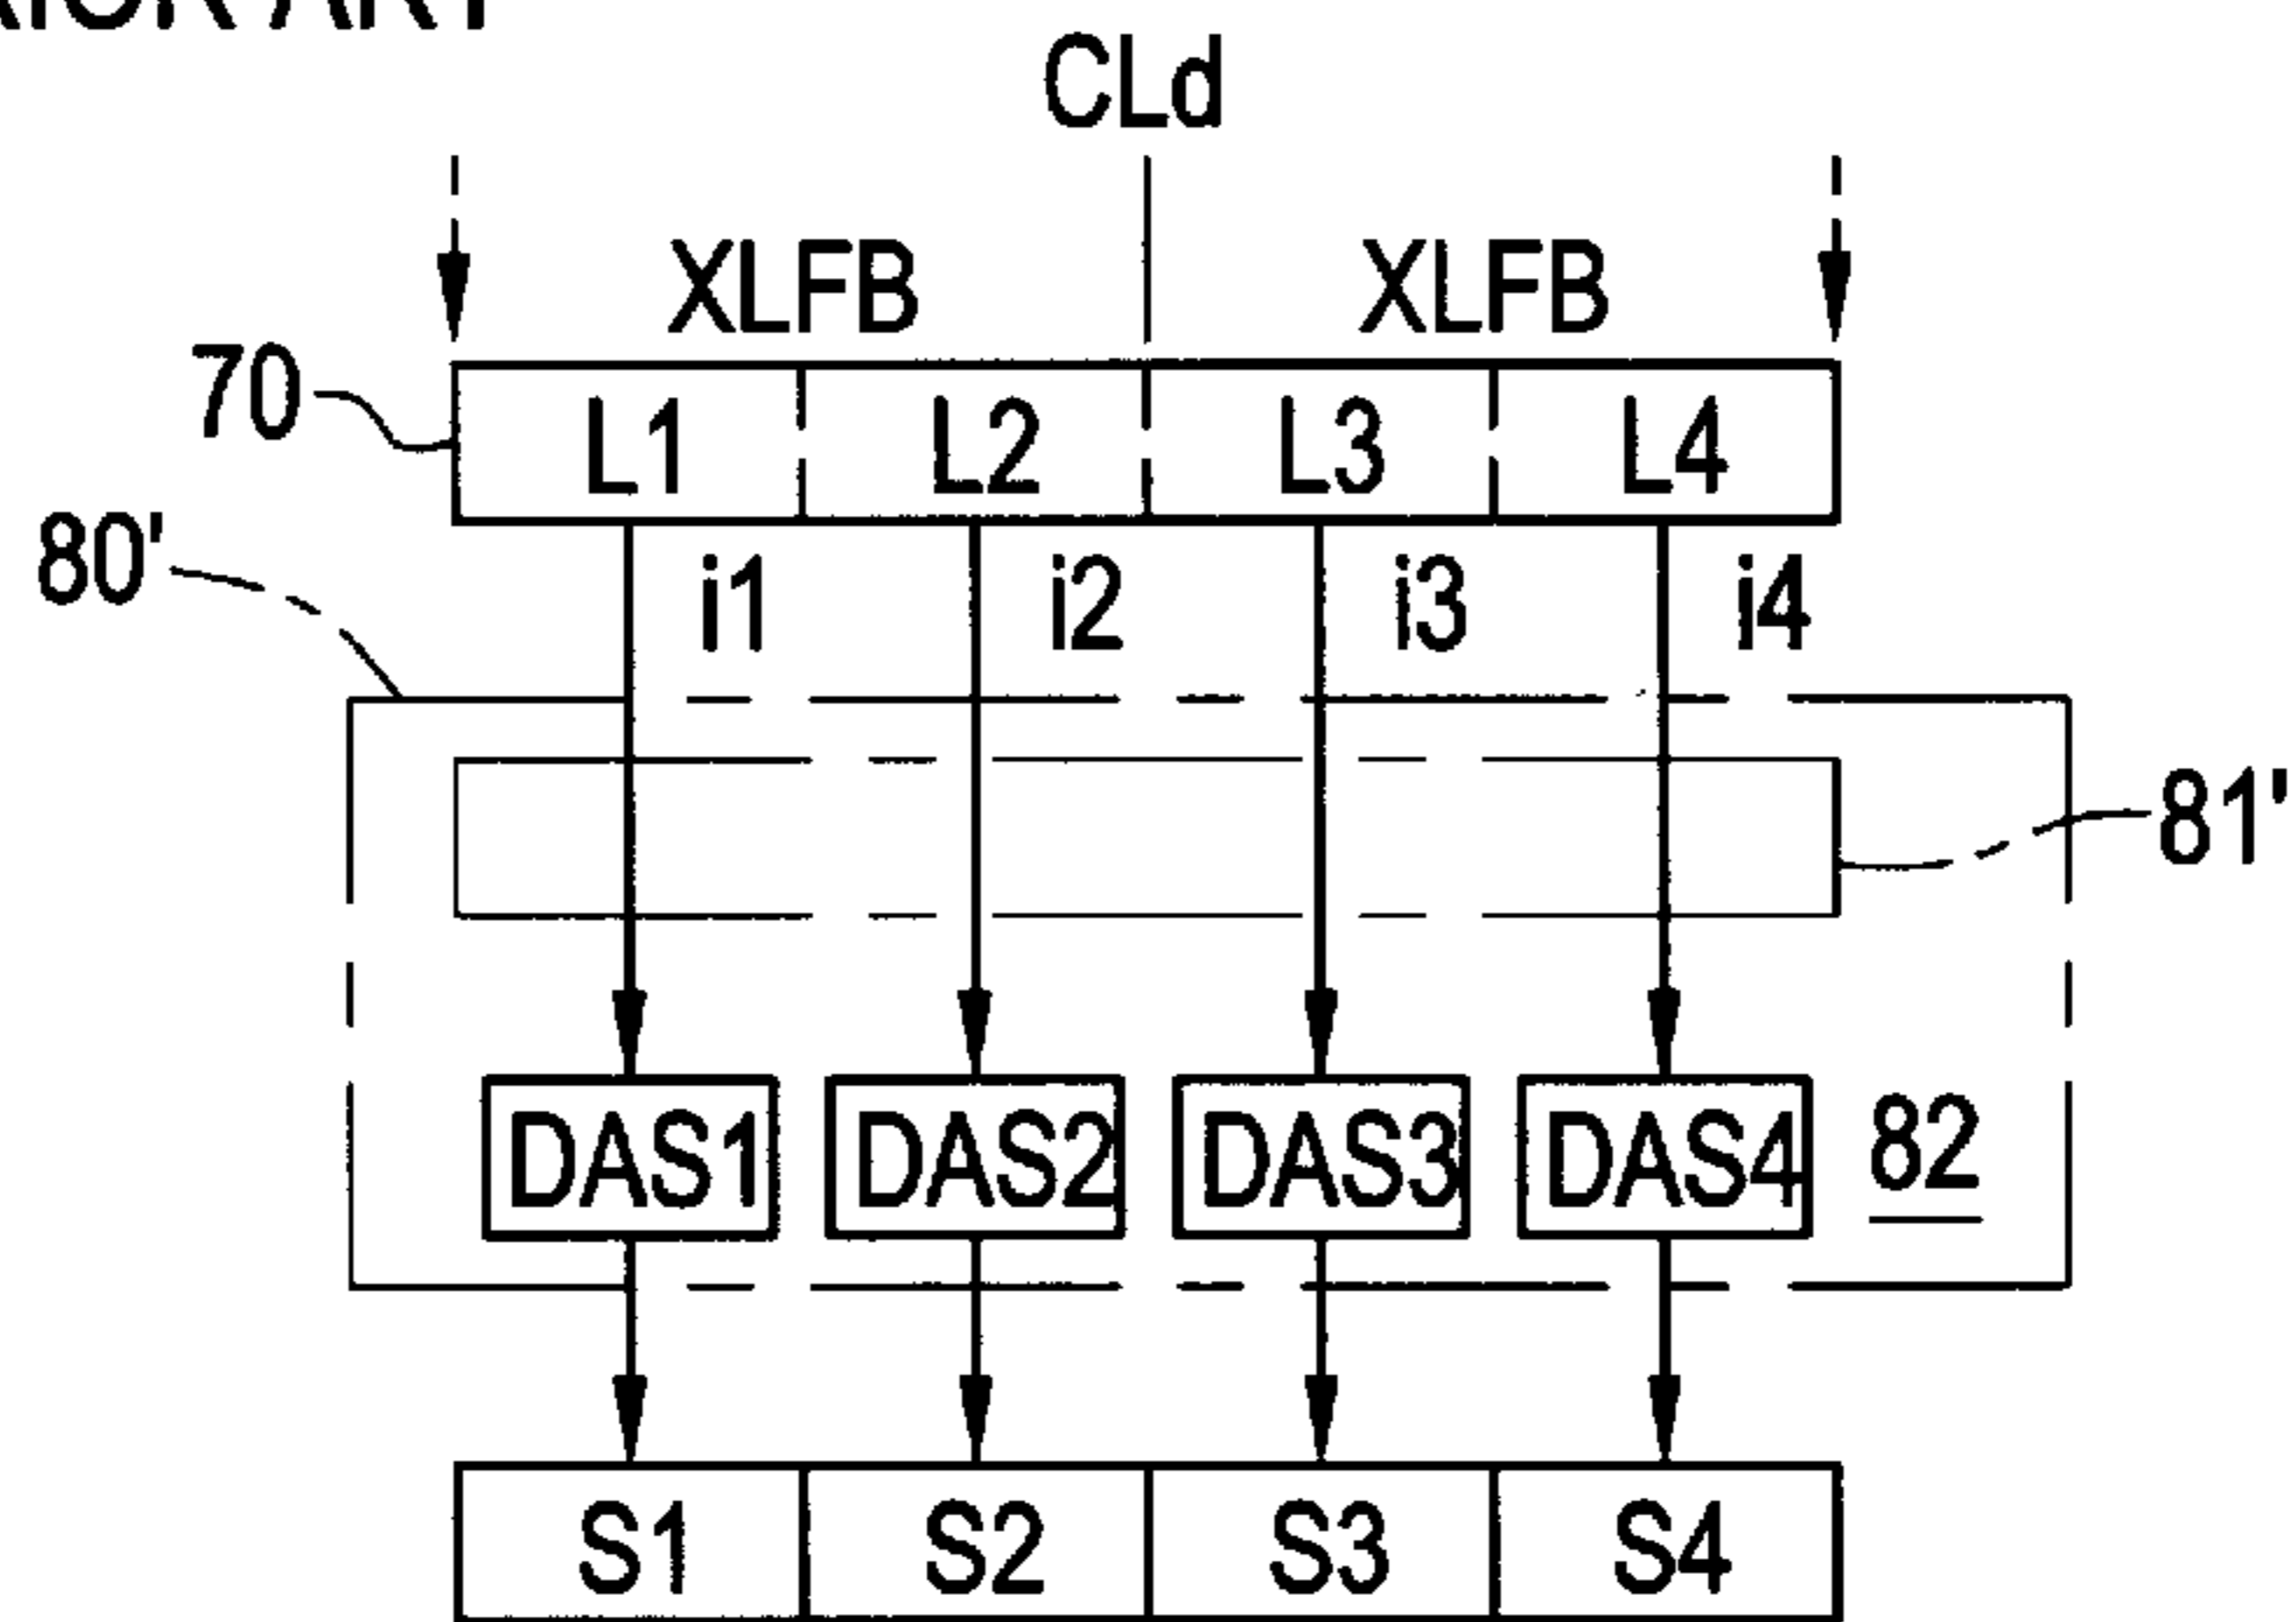 CLd
XLFB XLFB
70 L1 L2 L3 L4
80' i1 i2 i3 i4
81'
DAS1 DAS2 DAS3 DAS4 82
S1 S2 S3 S4